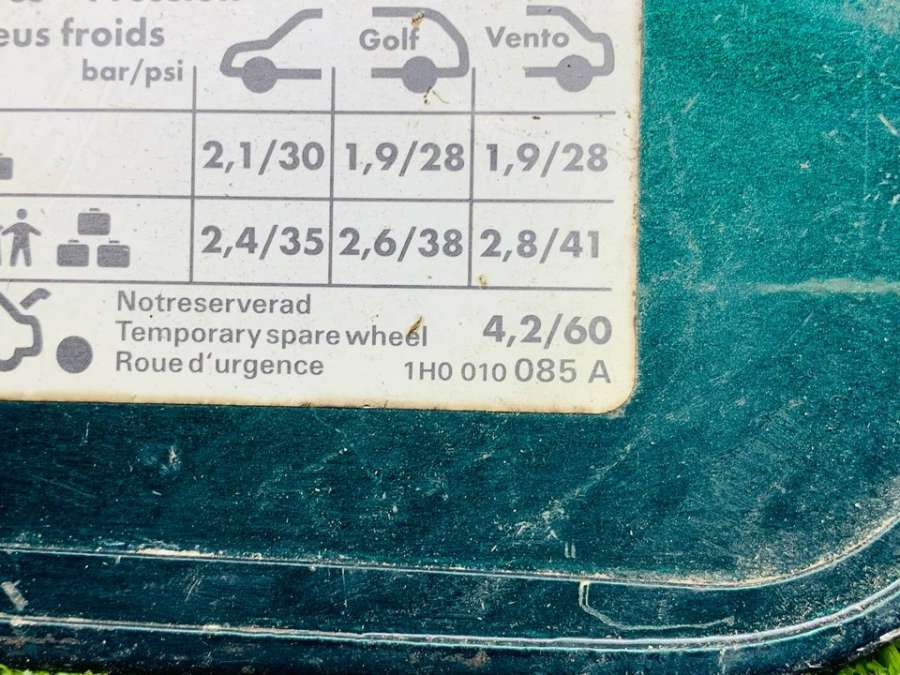 eus froids
bar/psi
Golf
Vento
2,1/30 1,9/28 1,9/28
2,4/35 2,6/38 2,8/41
Notreserverad
Temporary spare wheel 4,2/60
Roue d'urgence
1H0 010 085 A